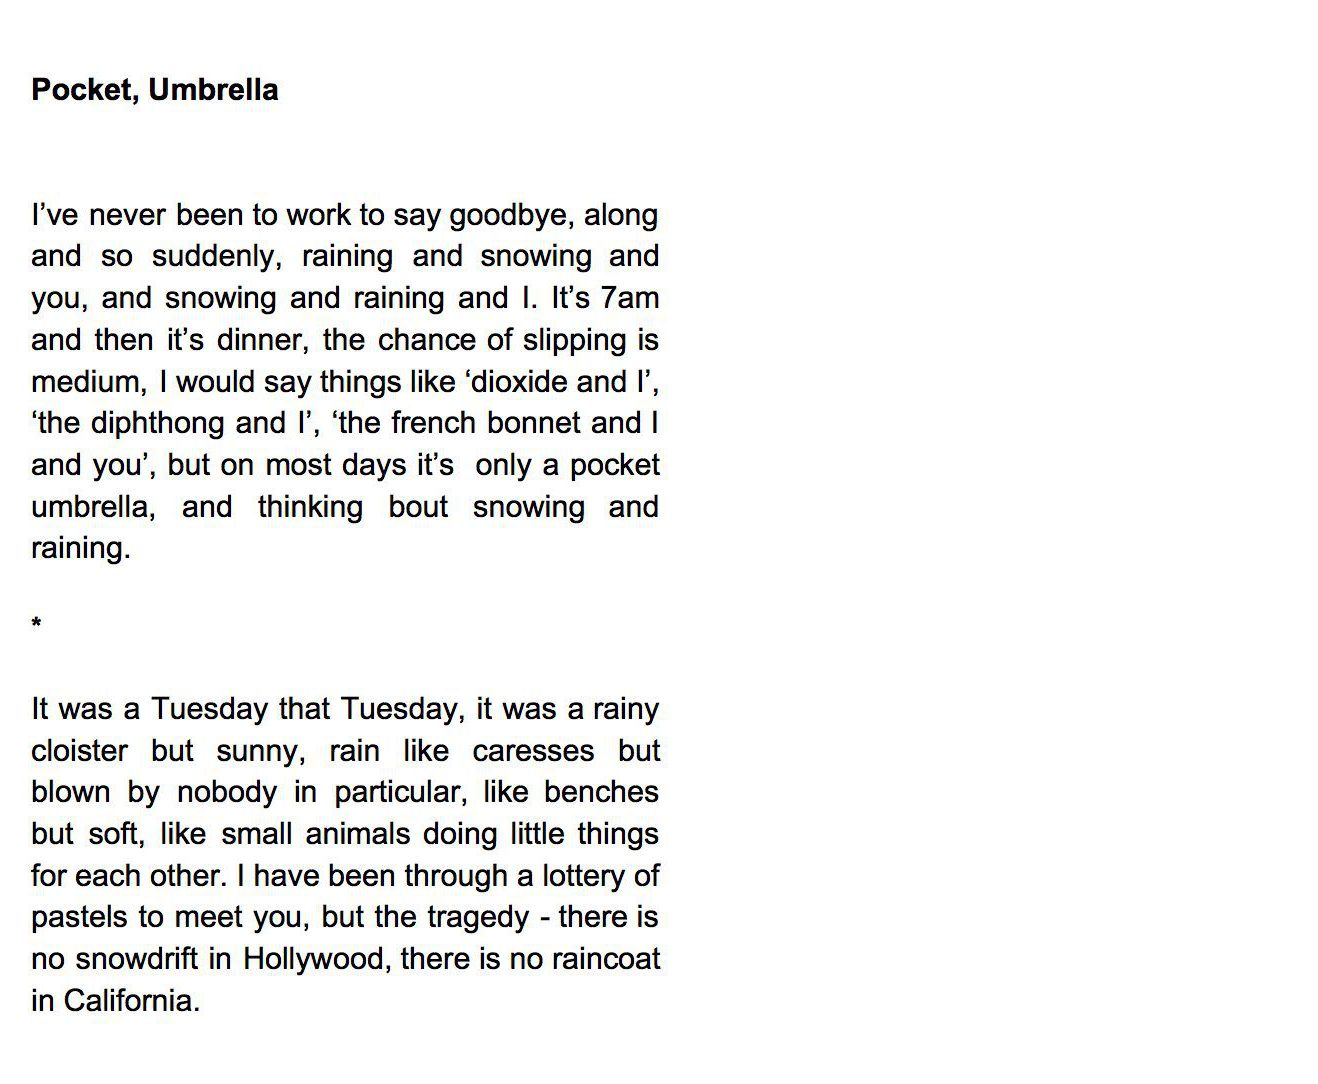 Pocket, Umbrella
I’ve never been to work to say goodbye, along
and so suddenly, raining and snowing and
you, and snowing and raining and I. It’s 7am
and then it’s dinner, the chance of slipping is
medium, I would say things like ‘dioxide and I’,
‘the diphthong and I’, ‘the french bonnet and I
and you’, but on most days it’s  only a pocket
umbrella, and thinking bout snowing and
raining.
*
It was a Tuesday that Tuesday, it was a rainy
cloister but sunny, rain like caresses but
blown by nobody in particular, like benches
but soft, like small animals doing little things
for each other. I have been through a lottery of
pastels to meet you, but the tragedy - there is
no snowdrift in Hollywood, there is no raincoat
in California.